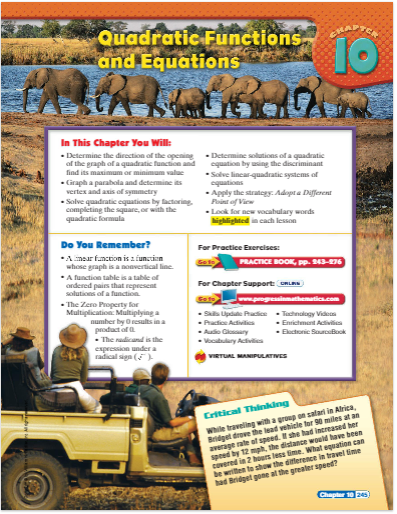 Quadratic Functions
and Equations
CHAPTER
10
In This Chapter You Will:
• Determine the direction of the opening
of the graph of a quadratic function and
find its maximum or minimum value
• Graph a parabola and determine its
vertex and axis of symmetry
• Solve quadratic equations by factoring,
completing the square, or with the
quadratic formula
• Determine solutions of a quadratic
equation by using the discriminant
• Solve linear-quadratic systems of
equations
• Apply the strategy: Adopt a Different
Point of View
• Look for new vocabulary words
highlighted in each lesson
Do You Remember?
• A linear function is a function
whose graph is a nonvertical line.
• A function table is a table of
ordered pairs that represent
solutions of a function.
• The Zero Property for
Multiplication: Multiplying a
number by 0 results in a
product of 0.
• The radicand is the
expression under a
radical sign (√‾).
For Practice Exercises:
Go to PRACTICE BOOK, pp. 243–276
For Chapter Support: ONLINE
Go to www.progressinmathematics.com
• Skills Update Practice
• Practice Activities
• Audio Glossary
• Vocabulary Activities
• Technology Videos
• Enrichment Activities
• Electronic SourceBook
VIRTUAL MANIPULATIVES
Critical Thinking
While traveling with a group on safari in Africa,
Bridget drove the lead vehicle for 90 miles at an
average rate of speed. If she had increased her
speed by 12 mph, the distance would have been
covered in 2 hours less time. What equation can
be written to show the difference in travel time
had Bridget gone at the greater speed?
Chapter 10 245